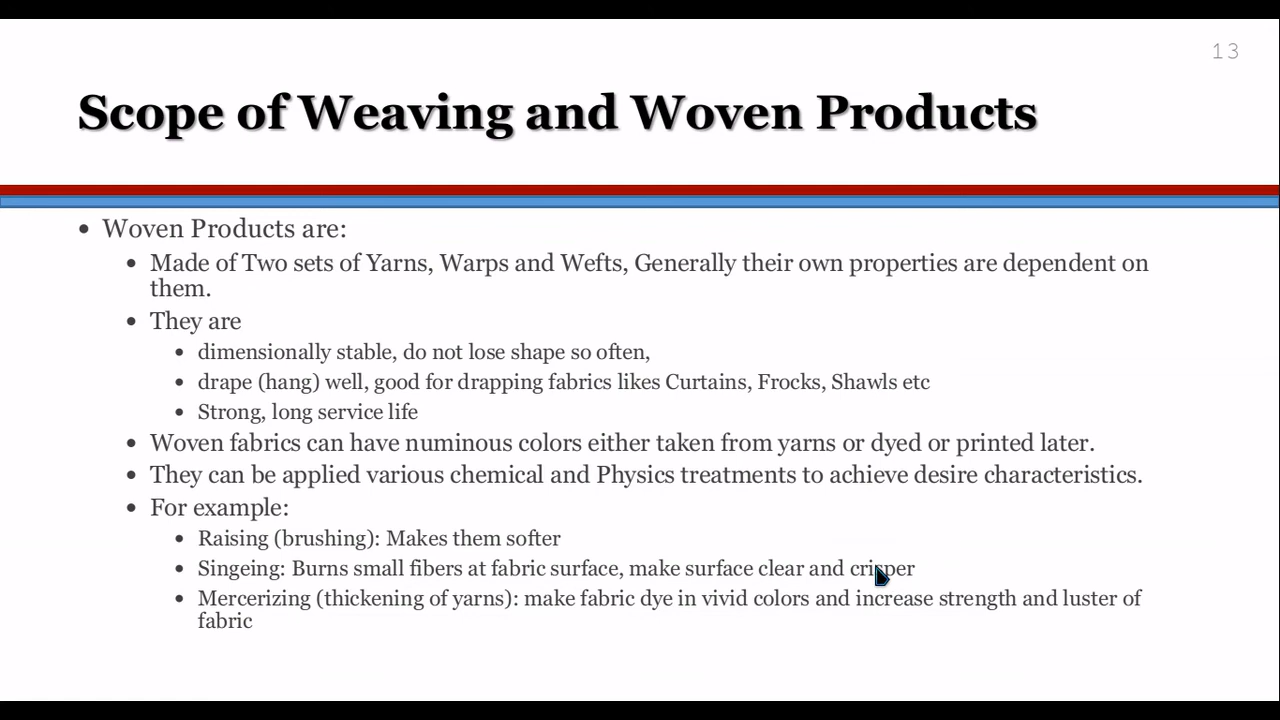 13
Scope of Weaving and Woven Products
• Woven Products are:
• Made of Two sets of Yarns, Warps and Wefts, Generally their own properties are dependent on
them.
• They are
• dimensionally stable, do not lose shape so often,
• drape (hang) well, good for drapping fabrics likes Curtains, Frocks, Shawls etc
• Strong, long service life
• Woven fabrics can have numinous colors either taken from yarns or dyed or printed later.
• They can be applied various chemical and Physics treatments to achieve desire characteristics.
• For example:
• Raising (brushing): Makes them softer
• Singeing: Burns small fibers at fabric surface, make surface clear and
• Mercerizing (thickening of yarns): make fabric dye in vivid colors and increase strength and luster of
fabric